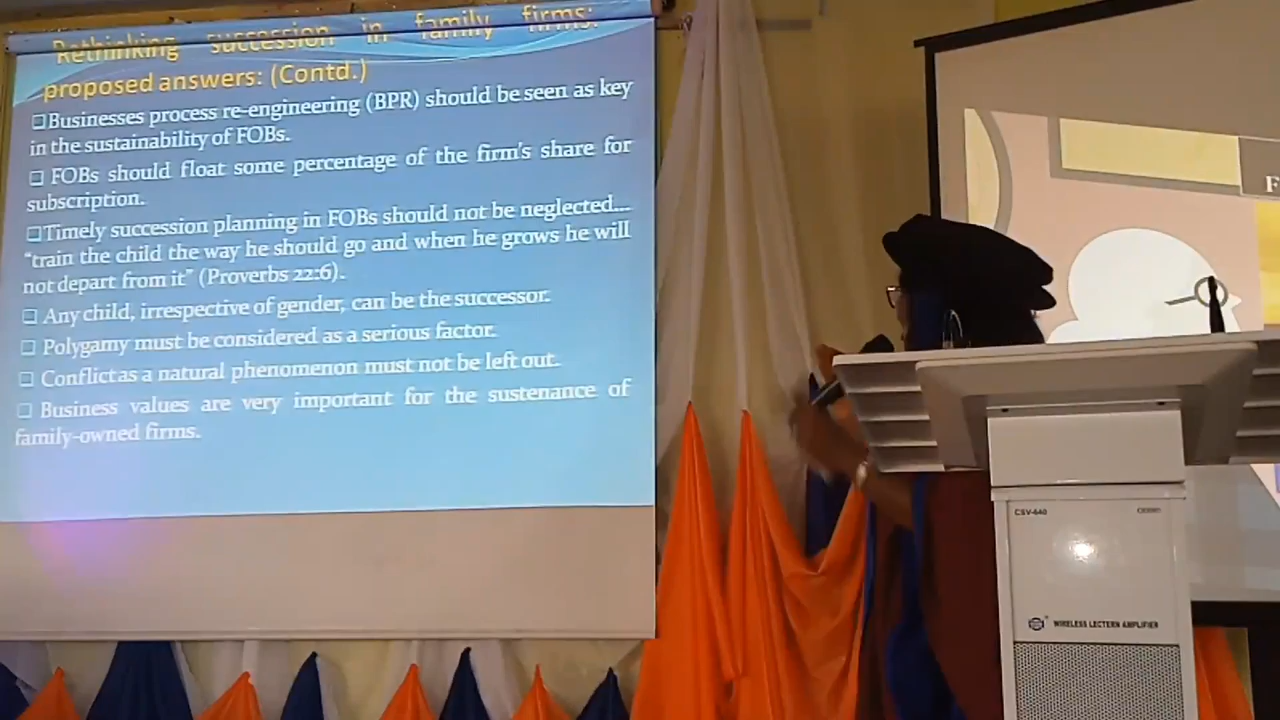 Rethinking succession in family firms:
proposed answers: (Contd.)
❑Businesses process re-engineering (BPR) should be seen as key
in the sustainability of FOBs.
❑ FOBs should float some percentage of the firm's share for
subscription.
❑Timely succession planning in FOBs should not be neglected...
"train the child the way he should go and when he grows he will
not depart from it" (Proverbs 22:6).
❑ Any child, irrespective of gender, can be the successor.
❑ Polygamy must be considered as a serious factor.
❑ Conflict as a natural phenomenon must not be left out.
❑ Business values are very important for the sustenance of
family-owned firms.
F
CSV-640
WIRELESS LECTERN AMPLIFIER